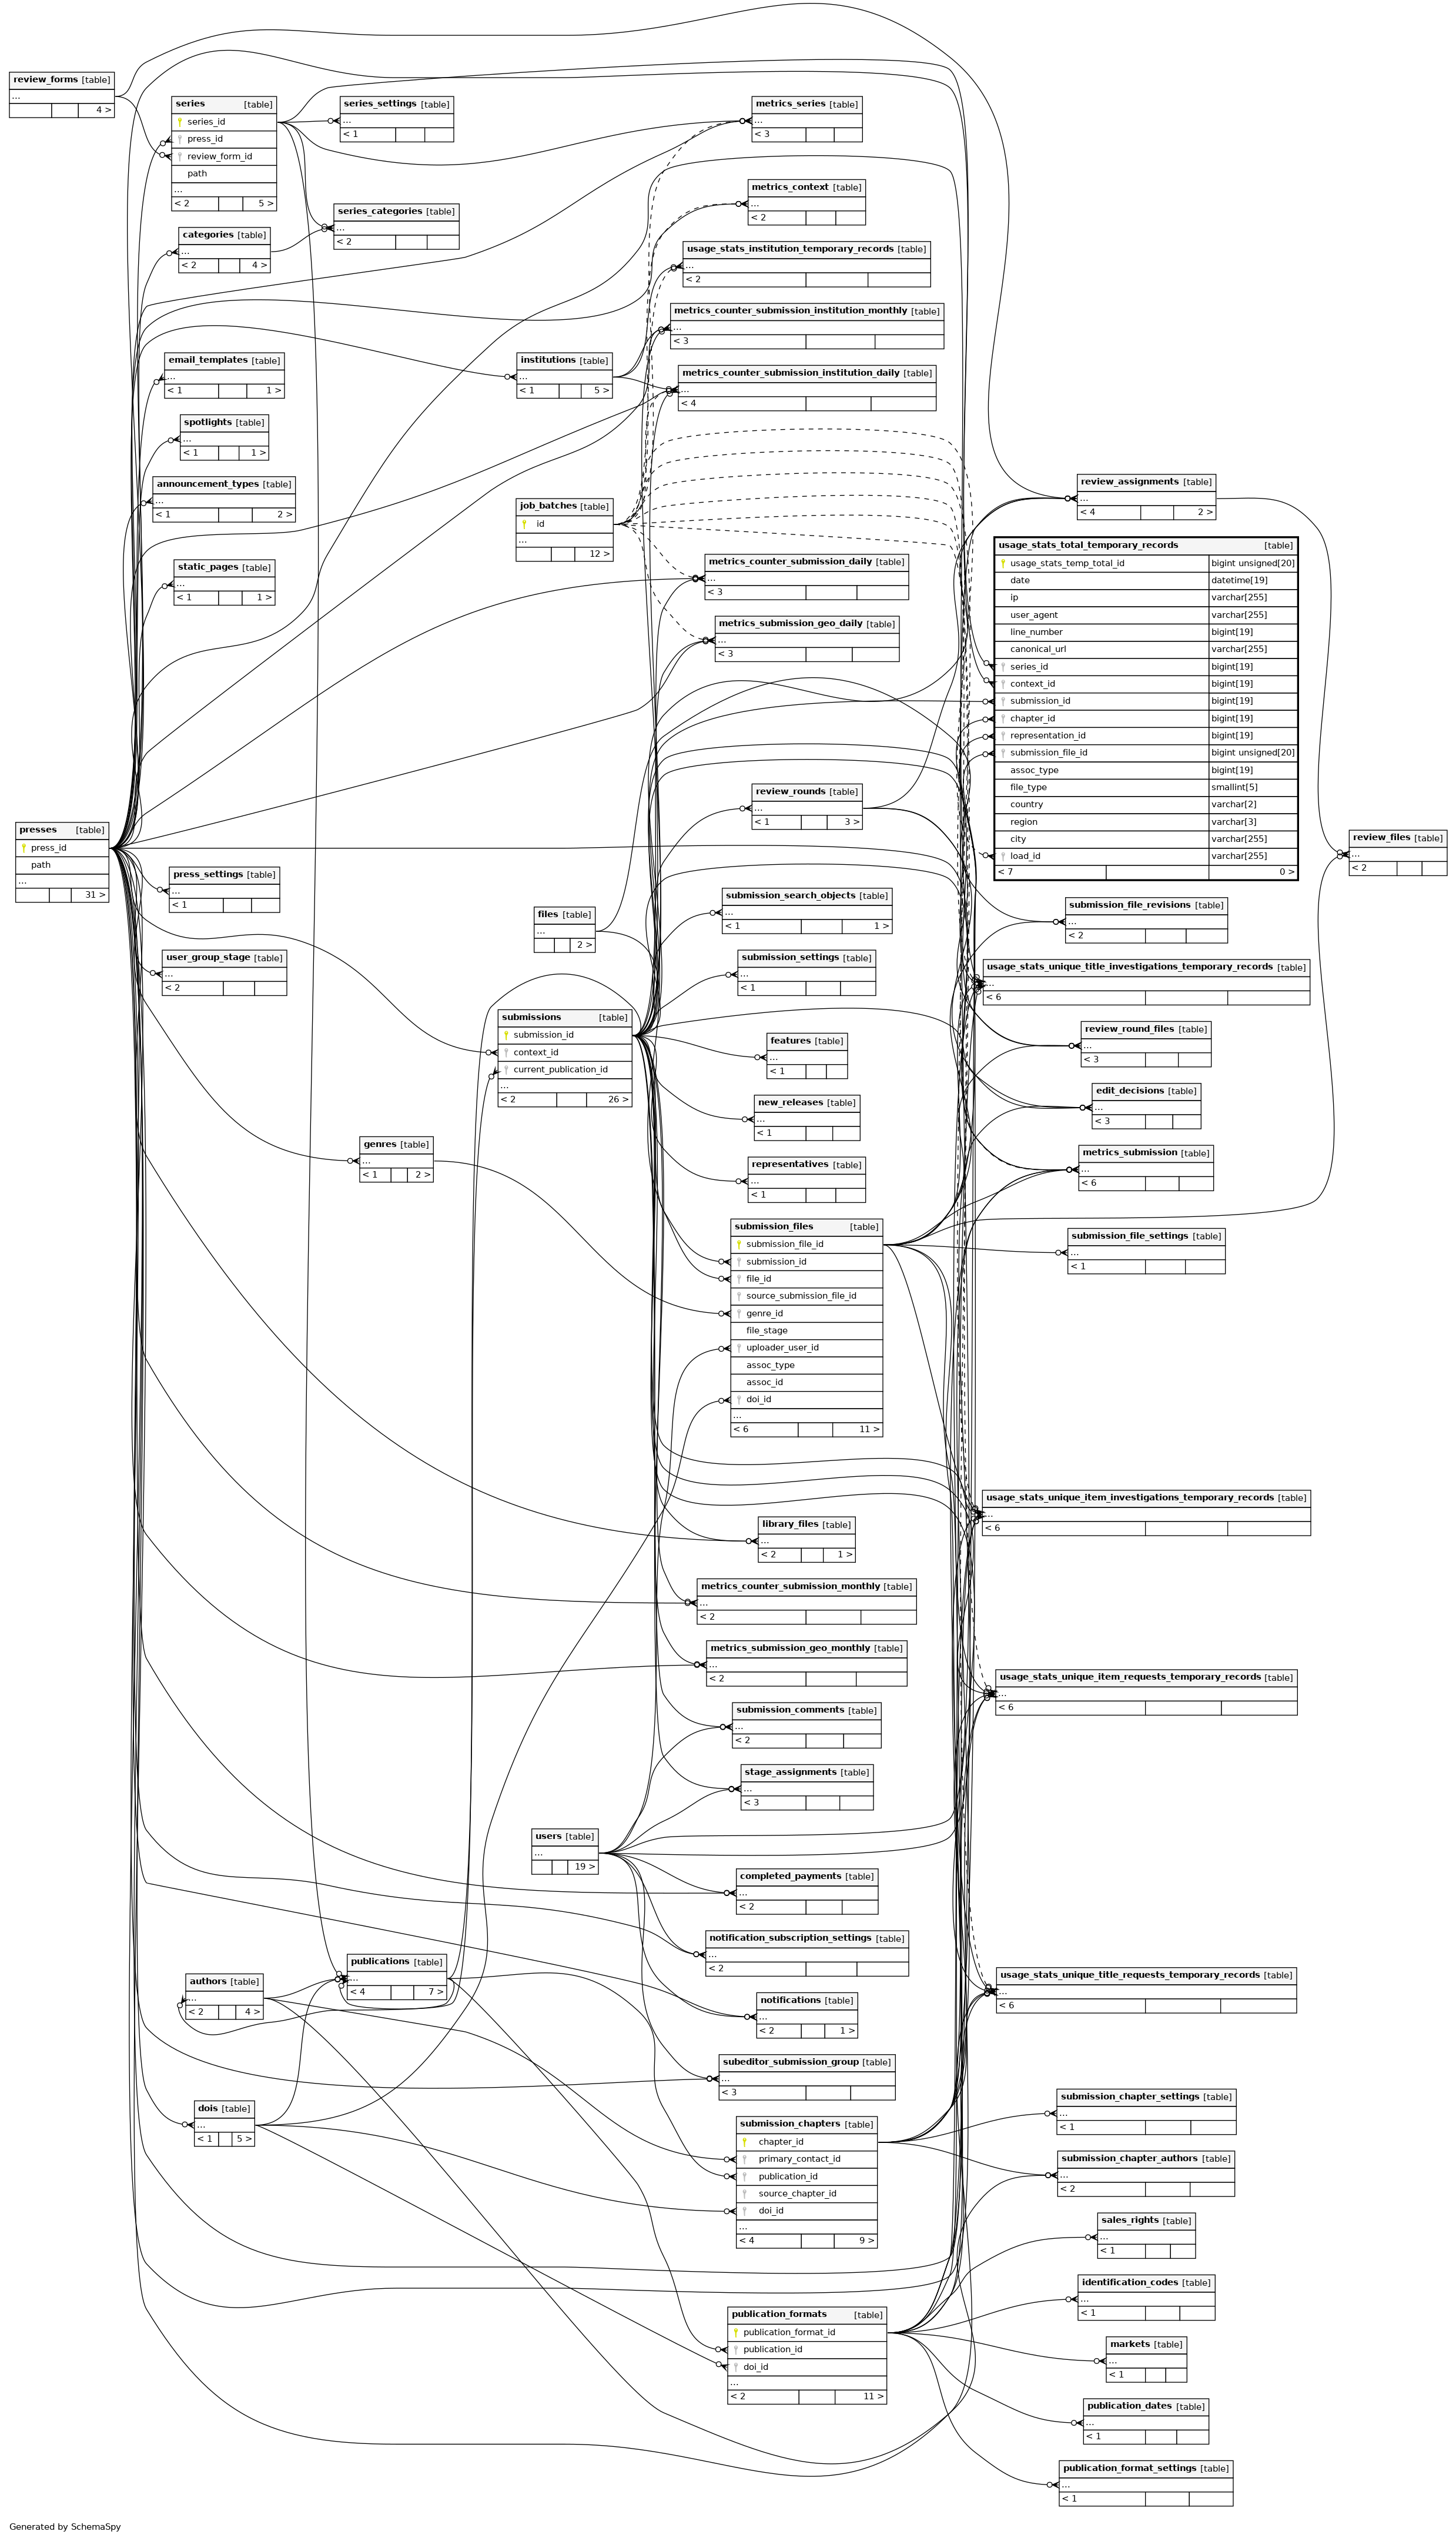 review_forms [table]
...
4 >
series [table]
series_id
press_id
review_form_id
path
...
< 2 5 >
series_settings [table]
...
< 1
metrics_series [table]
...
< 3
metrics_context [table]
...
< 2
series_categories [table]
...
< 2
categories [table]
...
< 2 4 >
usage_stats_institution_temporary_records [table]
...
< 2
metrics_counter_submission_institution_monthly [table]
...
< 3
email_templates [table]
...
< 1 1 >
institutions [table]
...
< 1 5 >
metrics_counter_submission_institution_daily [table]
...
< 4
spotlights [table]
...
< 1 1 >
announcement_types [table]
...
< 1 2 >
job_batches [table]
id
...
12 >
review_assignments [table]
...
< 4 2 >
static_pages [table]
...
< 1 1 >
metrics_counter_submission_daily [table]
...
< 3
metrics_submission_geo_daily [table]
...
< 3
usage_stats_total_temporary_records [table]
usage_stats_temp_total_id bigint unsigned[20]
date datetime[19]
ip varchar[255]
user_agent varchar[255]
line_number bigint[19]
canonical_url varchar[255]
series_id bigint[19]
context_id bigint[19]
submission_id bigint[19]
chapter_id bigint[19]
representation_id bigint[19]
submission_file_id bigint unsigned[20]
assoc_type bigint[19]
file_type smallint[5]
country varchar[2]
region varchar[3]
city varchar[255]
load_id varchar[255]
< 7 0 >
review_rounds [table]
...
< 1 3 >
presses [table]
press_id
path
...
31 >
review_files [table]
...
< 2
press_settings [table]
...
< 1
submission_search_objects [table]
...
< 1 1 >
files [table]
...
2 >
submission_file_revisions [table]
...
< 2
user_group_stage [table]
...
< 2
submission_settings [table]
...
< 1
usage_stats_unique_title_investigations_temporary_records [table]
...
< 6
submissions [table]
submission_id
context_id
current_publication_id
...
< 2 26 >
features [table]
...
< 1
review_round_files [table]
...
< 3
new_releases [table]
...
< 1
edit_decisions [table]
...
< 3
genres [table]
...
< 1 2 >
representatives [table]
...
< 1
metrics_submission [table]
...
< 6
submission_files [table]
submission_file_id
submission_id
file_id
source_submission_file_id
genre_id
file_stage
uploader_user_id
assoc_type
assoc_id
doi_id
...
< 6 11 >
submission_file_settings [table]
...
< 1
usage_stats_unique_item_investigations_temporary_records [table]
...
< 6
library_files [table]
...
< 2 1 >
metrics_counter_submission_monthly [table]
...
< 2
metrics_submission_geo_monthly [table]
...
< 2
usage_stats_unique_item_requests_temporary_records [table]
...
< 6
submission_comments [table]
...
< 2
stage_assignments [table]
...
< 3
users [table]
...
19 >
completed_payments [table]
...
< 2
notification_subscription_settings [table]
...
< 2
publications [table]
...
< 4 7 >
authors [table]
...
< 2 4 >
usage_stats_unique_title_requests_temporary_records [table]
...
< 6
notifications [table]
...
< 2 1 >
subeditor_submission_group [table]
...
< 3
dois [table]
...
< 1 5 >
submission_chapters [table]
chapter_id
primary_contact_id
publication_id
source_chapter_id
doi_id
...
< 4 9 >
submission_chapter_settings [table]
...
< 1
submission_chapter_authors [table]
...
< 2
sales_rights [table]
...
< 1
identification_codes [table]
...
< 1
publication_formats [table]
publication_format_id
publication_id
doi_id
...
< 2 11 >
markets [table]
...
< 1
publication_dates [table]
...
< 1
publication_format_settings [table]
...
< 1
Generated by SchemaSpy